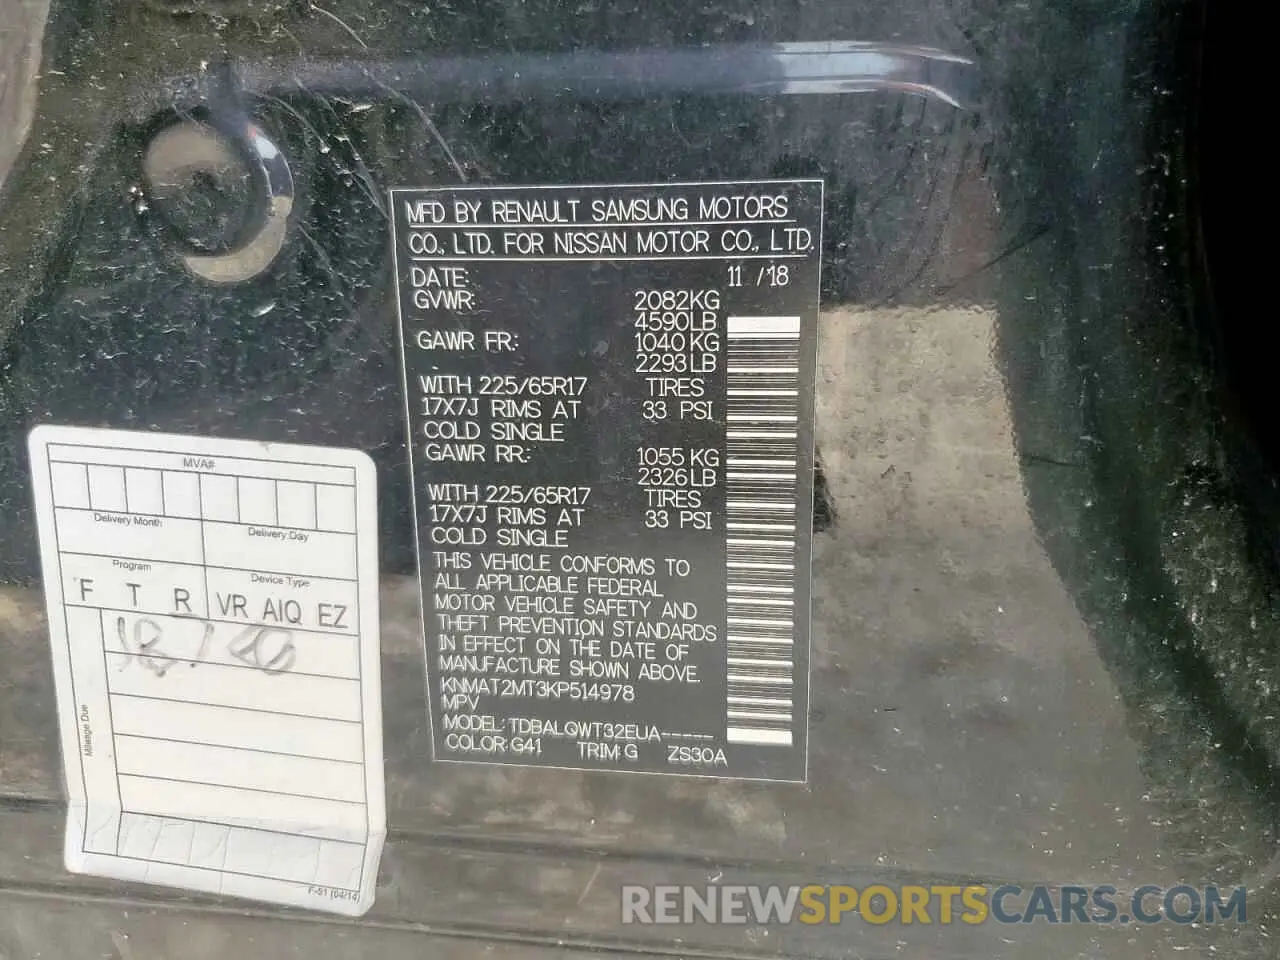 MFD BY RENAULT SAMSUNG MOTORS
CO., LTD. FOR NISSAN MOTOR CO., LTD.
DATE: 11 /18
GVWR: 2082KG
4590LB
GAWR FR: 1040KG
2293LB
WITH 225/65R17 TIRES
17X7J RIMS AT 33 PSI
COLD SINGLE
GAWR RR: 1055KG
2326LB
WITH 225/65R17 TIRES
17X7J RIMS AT 33 PSI
COLD SINGLE
THIS VEHICLE CONFORMS TO
ALL APPLICABLE FEDERAL
MOTOR VEHICLE SAFETY AND
THEFT PREVENTION STANDARDS
IN EFFECT ON THE DATE OF
MANUFACTURE SHOWN ABOVE.
KNMAT2MT3KP514978
MPV
MODEL: TDBALQWT32EUA-----
COLOR: G41 TRIM: G ZS30A
MVA#
Delivery Month Delivery Day
Program Device Type
F T R VR AIQ EZ
Mileage Due
F-51 (04/14)
RENEWSPORTSCARS.COM